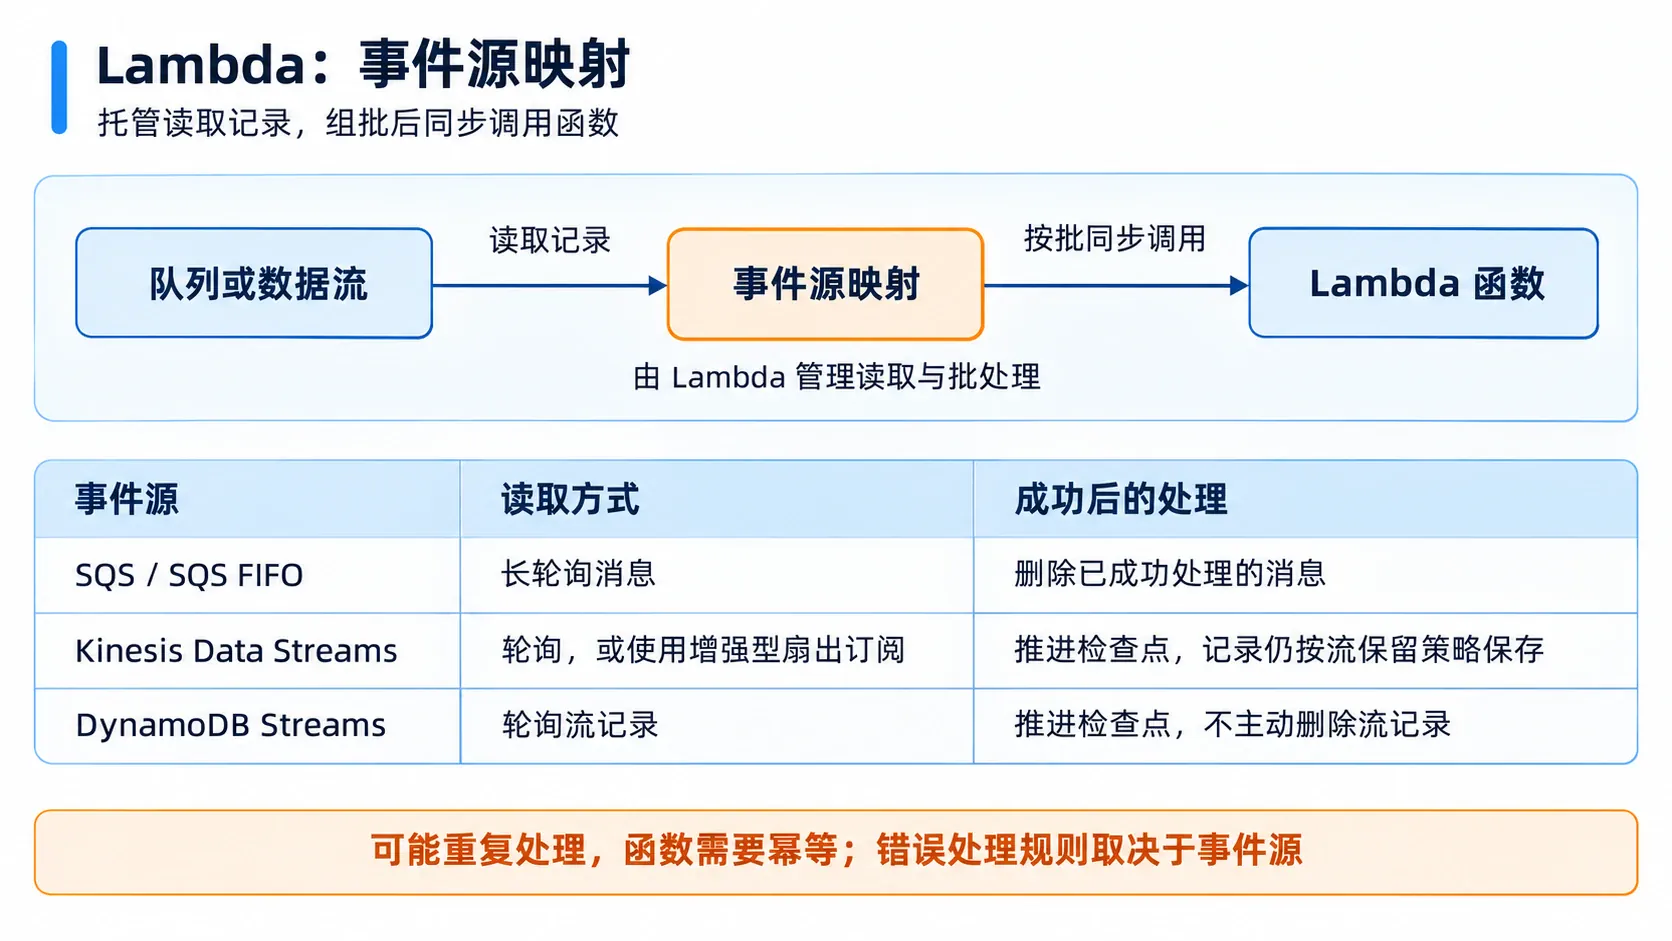 Lambda：事件源映射
托管读取记录，组批后同步调用函数
队列或数据流
读取记录
事件源映射
按批同步调用
Lambda 函数
由 Lambda 管理读取与批处理
事件源
读取方式
成功后的处理
SQS / SQS FIFO
长轮询消息
删除已成功处理的消息
Kinesis Data Streams
轮询，或使用增强型扇出订阅
推进检查点，记录仍按流保留策略保存
DynamoDB Streams
轮询流记录
推进检查点，不主动删除流记录
可能重复处理，函数需要幂等；错误处理规则取决于事件源